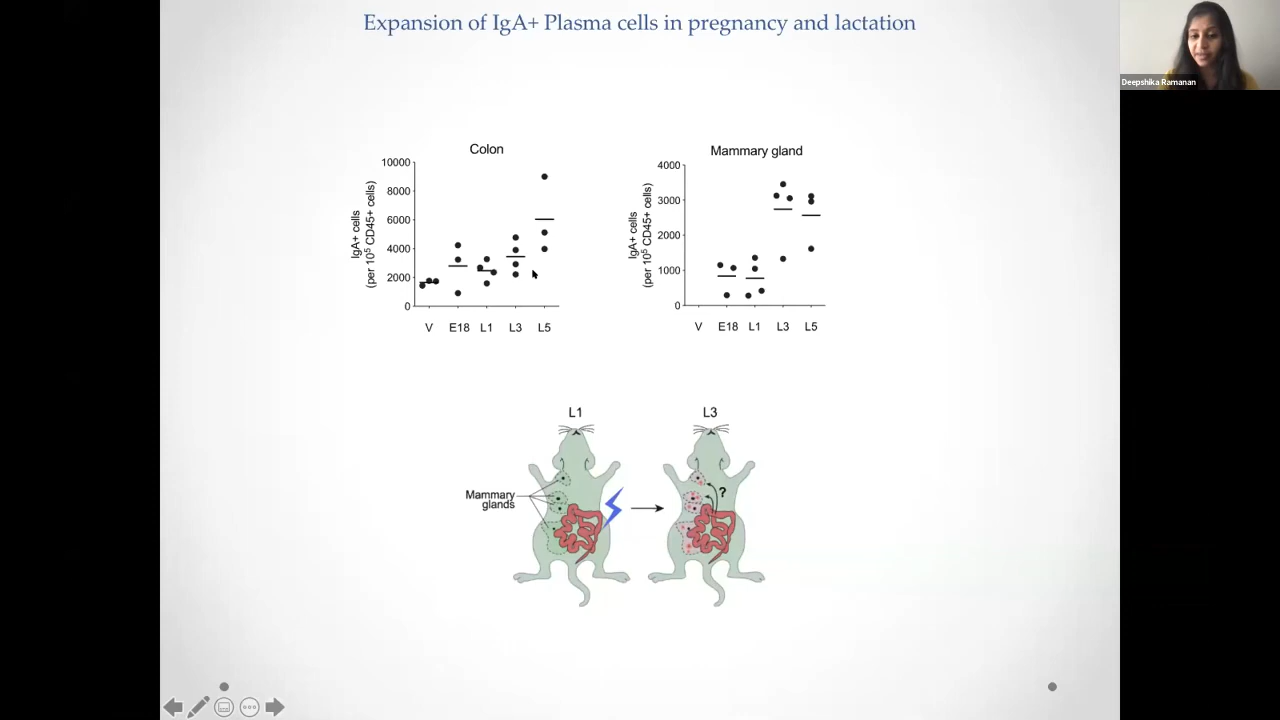 Expansion of IgA+ Plasma cells in pregnancy and lactation
Deepshika Ramanan
Colon
IgA+ cells
(per 10⁵ CD45+ cells)
10000
8000
6000
4000
2000
0
V E18 L1 L3 L5
Mammary gland
IgA+ cells
(per 10⁵ CD45+ cells)
4000
3000
2000
1000
0
V E18 L1 L3 L5
L1
L3
Mammary
glands
?